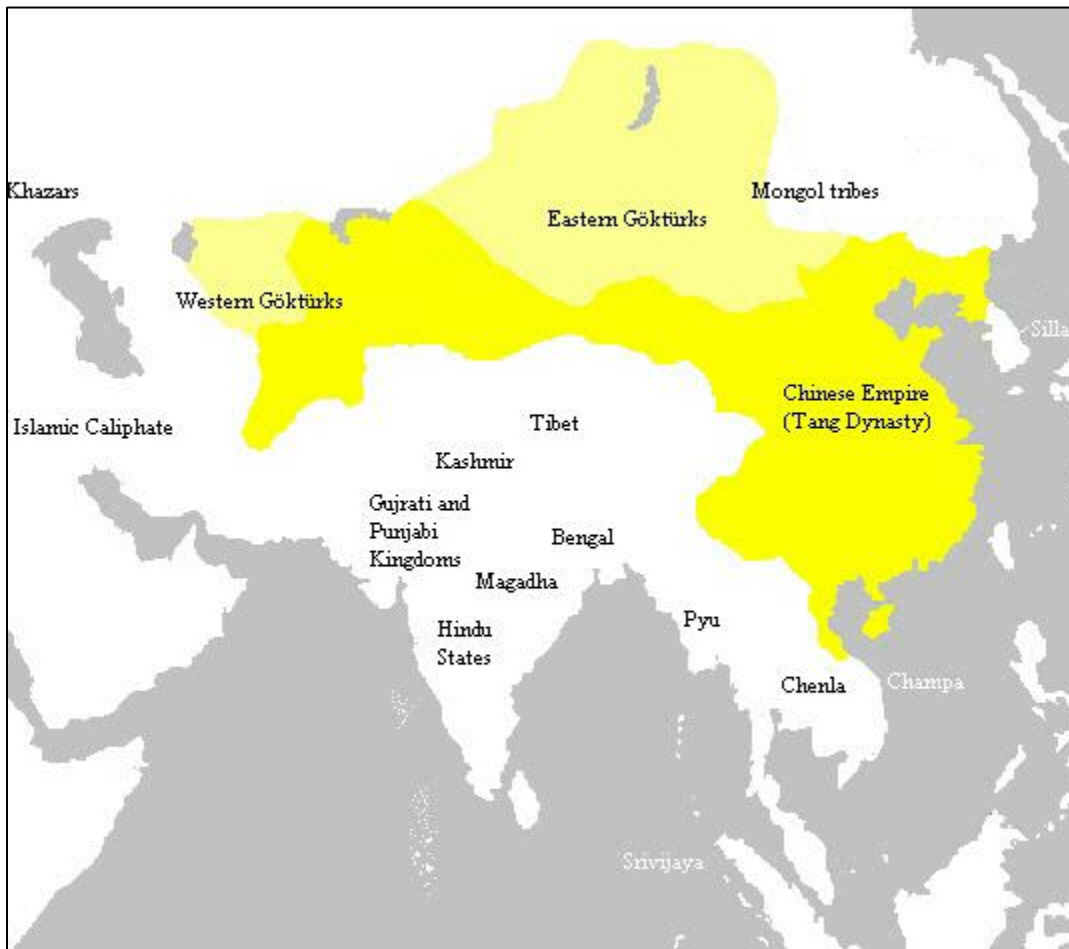 Khazars
Mongol tribes
Eastern Göktürks
Western Göktürks
Silla
Chinese Empire
(Tang Dynasty)
Islamic Caliphate
Tibet
Kashmir
Gujrati and
Punjabi
Kingdoms
Bengal
Magadha
Hindu
States
Pyu
Chenla
Champa
Srivijaya